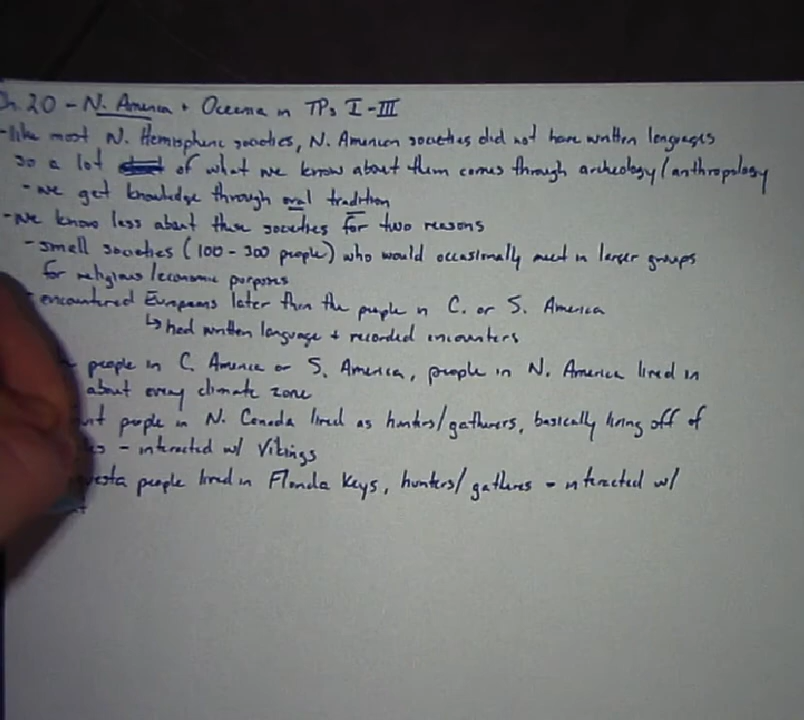 Ch. 20 - N. America + Oceania in TPs I-III
-like most N. Hemisphere societies, N. American societies did not have written languages
so a lot of what we know about them comes through archeology/anthropology
-we get knowledge through oral tradition
-we know less about these societies for two reasons
-small societies (100-300 people) who would occasionally meet in larger groups
for religious/economic purposes
encountered Europeans later than the people in C. or S. America
↳had written language + recorded encounters
people in C. America or S. America, people in N. America lived in
about every climate zone
people in N. Canada lived as hunters/gatherers, basically living off of
- interacted w/ Vikings
people lived in Florida Keys, hunters/gatheres - interacted w/